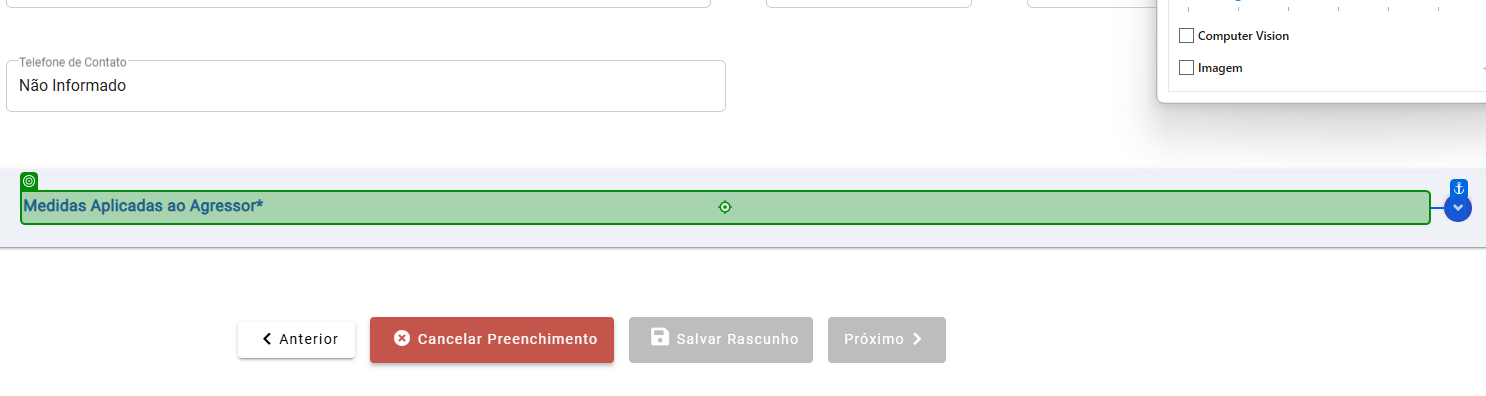 Computer Vision
Imagem
Telefone de Contato
Não Informado
Medidas Aplicadas ao Agressor*
Anterior
Cancelar Preenchimento
Salvar Rascunho
Próximo